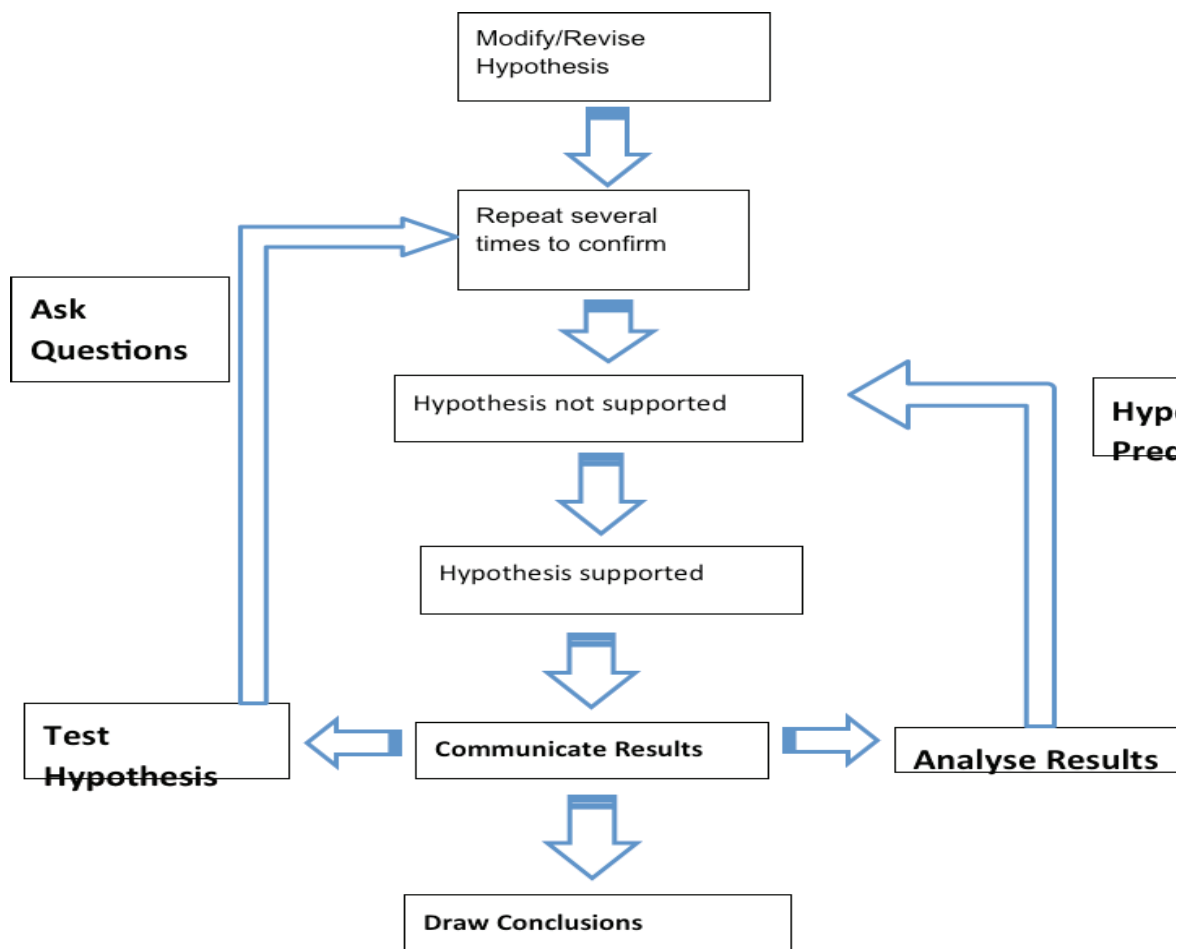 Modify/Revise
Hypothesis
Repeat several
times to confirm
Ask
Questions
Hypothesis not supported
Hypothesis supported
Test
Hypothesis
Communicate Results
Analyse Results
Draw Conclusions